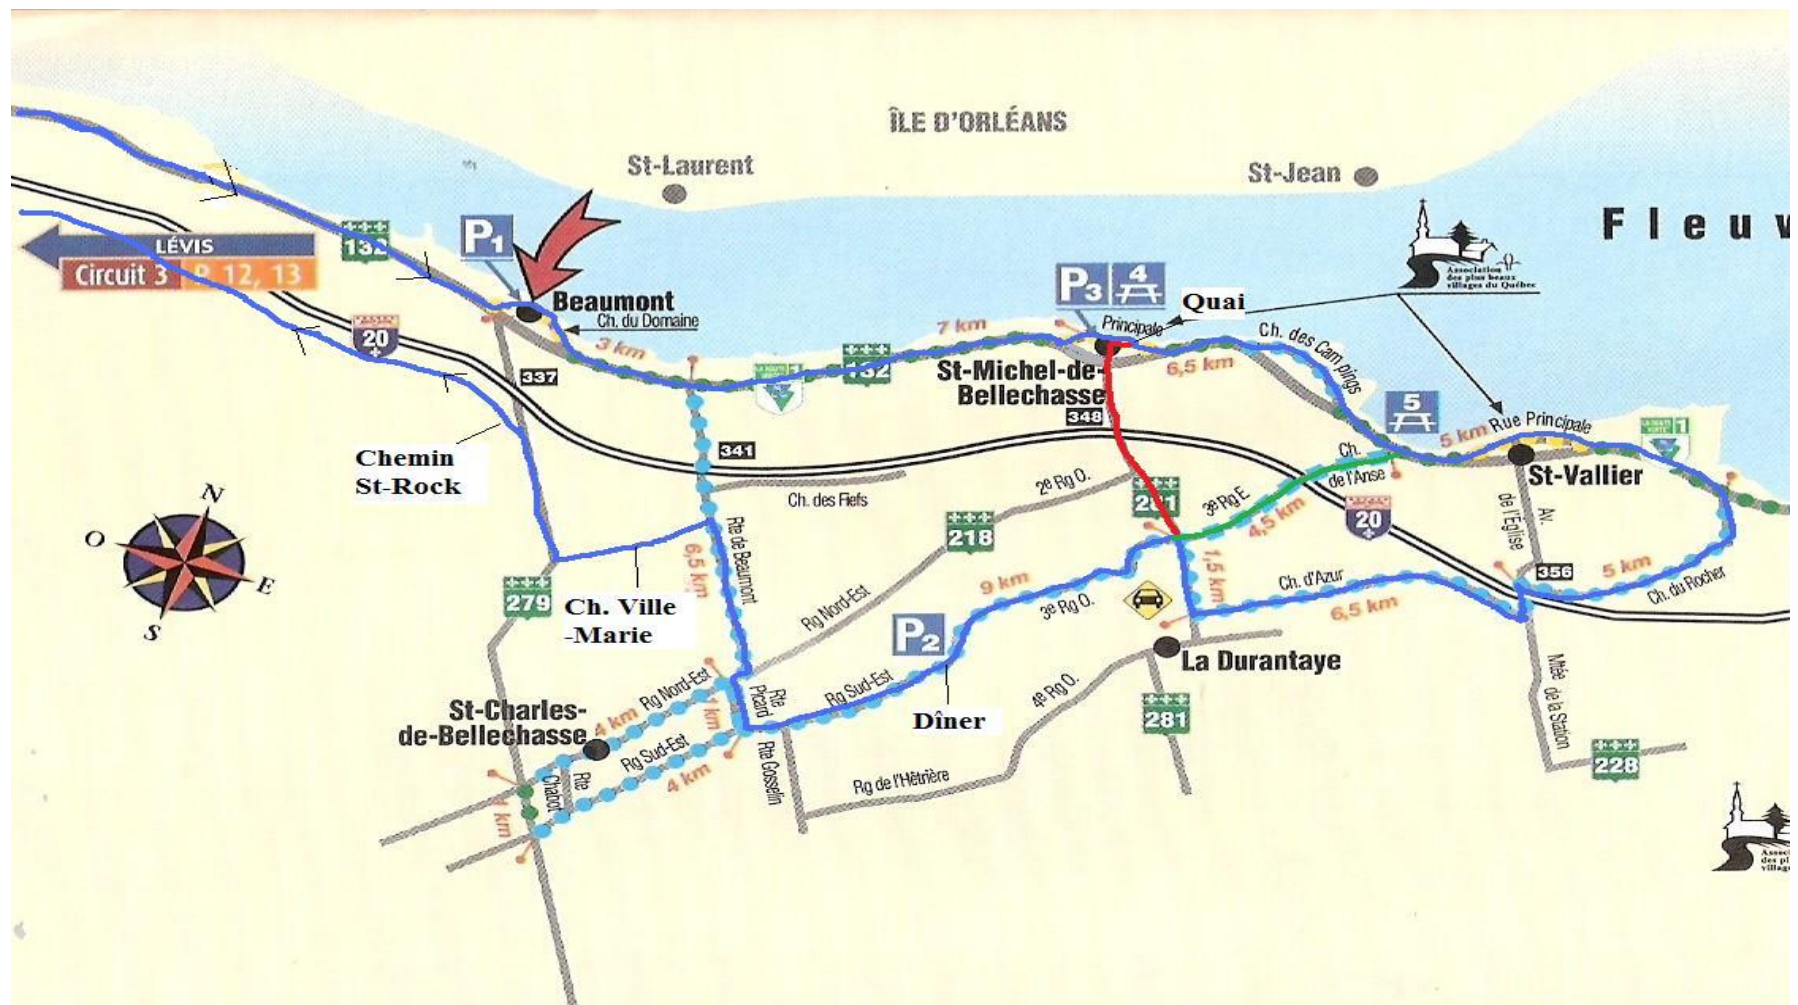 ÎLE D'ORLÉANS
St-Laurent
St-Jean
Fleuv
Association
des plus beaux
villages du Québec
132
P1
LÉVIS
Circuit 3 P. 12, 13
Beaumont
Ch. du Domaine
P3
4
Quai
Principale
7 km
3 km
20
337
1
132
St-Michel-de-
Bellechasse
6,5 km
Ch. des Campings
5
5 km
Rue Principale
1
348
341
Chemin
St-Rock
Ch. des Fiefs
2e Rg O.
281
3e Rg E
Ch.
de l'Anse
4,5 km
St-Vallier
20
Av.
de l'Église
N
O
E
S
218
Rte de Beaumont
6,5 km
279
Ch. Ville
-Marie
Rg Nord-Est
9 km
3e Rg O.
1,5 km
Ch. d'Azur
6,5 km
356
5 km
Ch. du Rocher
P2
La Durantaye
Rg Nord-Est
Rte
Picard
1 km
Rg Sud-Est
4e Rg O.
Mtée de la Station
St-Charles-
de-Bellechasse
4 km
Dîner
281
Rg Sud-Est
4 km
Rte Gosselin
Rg de l'Hêtrière
228
Rte
Chabot
1 km